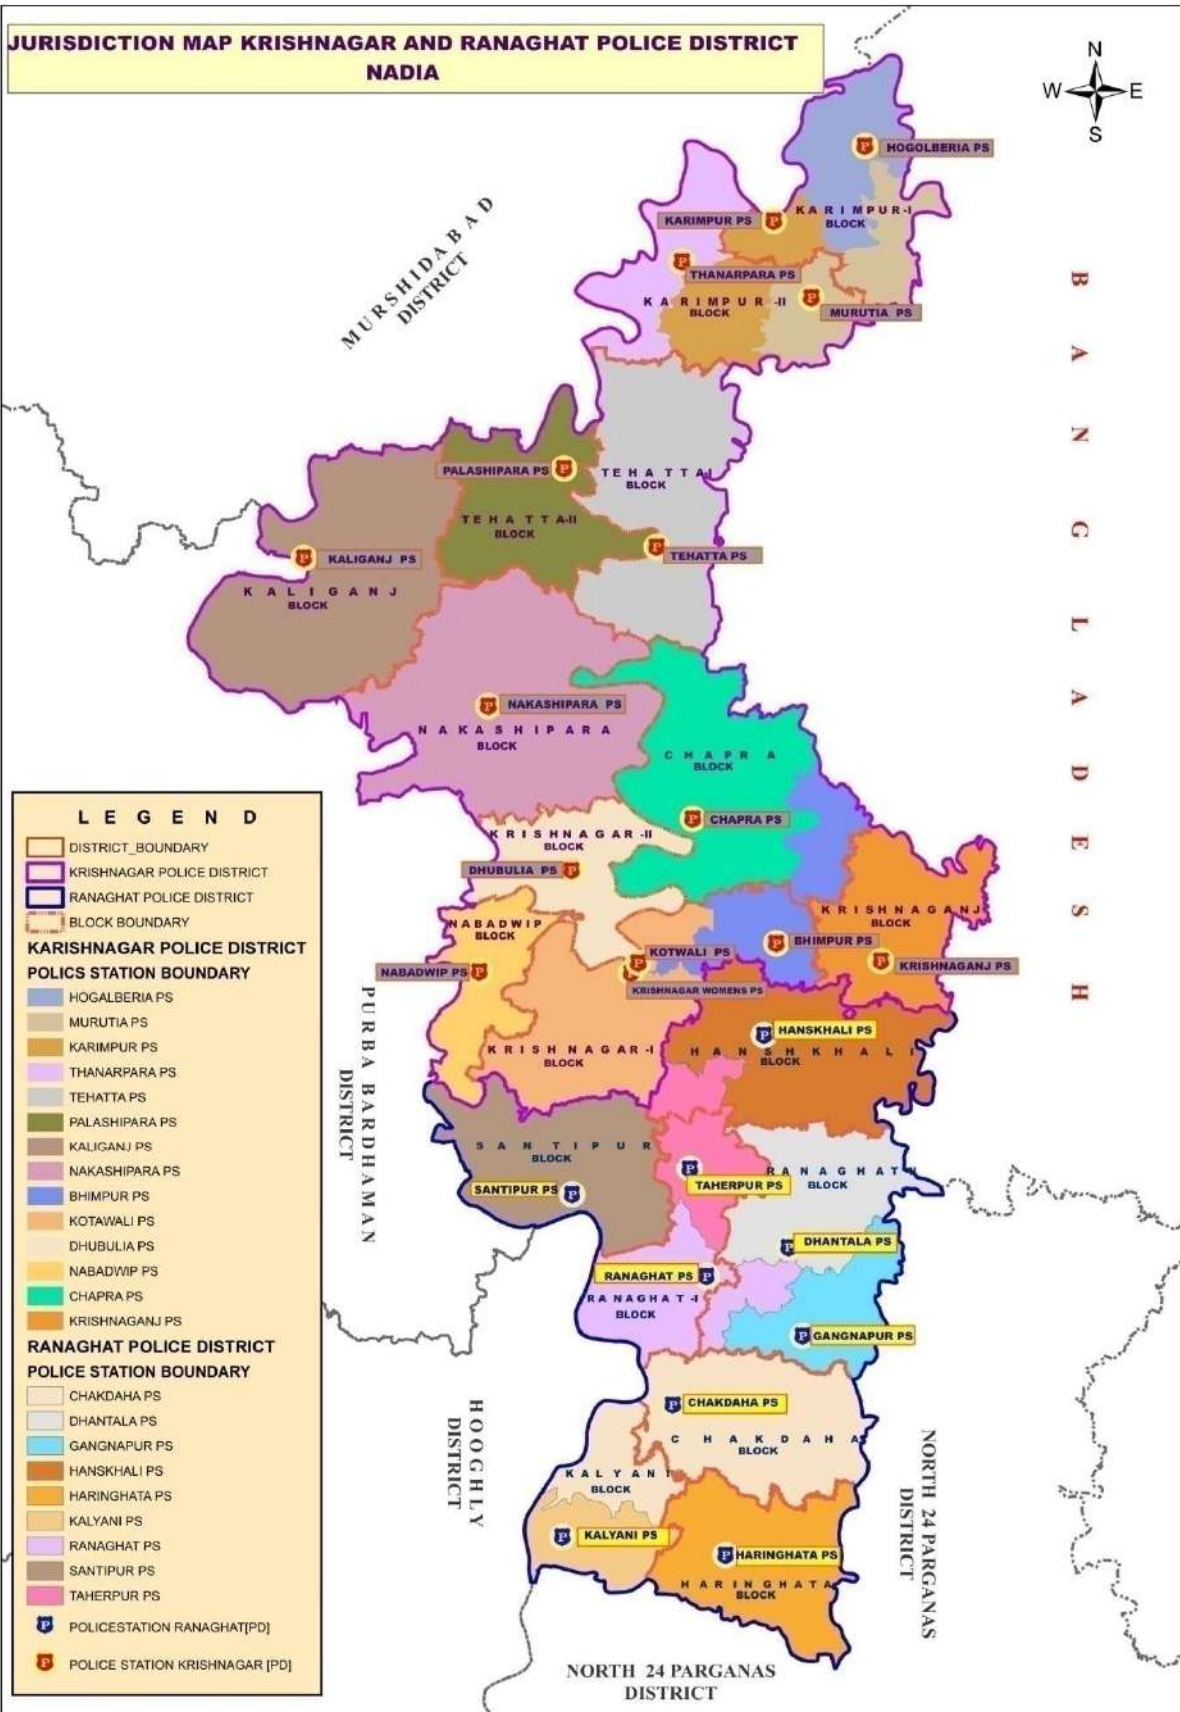 JURISDICTION MAP KRISHNAGAR AND RANAGHAT POLICE DISTRICT
NADIA
N
W E
S
HOGOLBERIA PS
KARIMPUR-I
BLOCK
KARIMPUR PS
THANARPARA PS
KARIMPUR -II
BLOCK
MURUTIA PS
MURSHIDABAD
DISTRICT
BANGLADESH
PALASHIPARA PS
TEHATTAI
BLOCK
TEHATTA-II
BLOCK
TEHATTA PS
KALIGANJ PS
KALIGANJ
BLOCK
NAKASHIPARA PS
NAKASHIPARA
BLOCK
CHAPRA
BLOCK
CHAPRA PS
KRISHNAGAR -II
BLOCK
DHUBULIA PS
NABADWIP
BLOCK
KRISHNAGANJ
BLOCK
BHIMPUR PS
KOTWALI PS
KRISHNAGANJ PS
NABADWIP PS
KRISHNAGAR WOMENS PS
HANSKHALI PS
KRISHNAGAR-I
BLOCK
HANSHKHALI
BLOCK
PURBA BARDHAMAN
DISTRICT
SANTIPUR
BLOCK
SANTIPUR PS
TAHERPUR PS
RANAGHAT-II
BLOCK
DHANTALA PS
RANAGHAT PS
RANAGHAT -I
BLOCK
GANGNAPUR PS
CHAKDAHA PS
CHAKDAHA
BLOCK
HOOGHLY
DISTRICT
KALYANI
BLOCK
KALYANI PS
HARINGHATA PS
HARINGHATA
BLOCK
NORTH 24 PARGANAS
DISTRICT
NORTH 24 PARGANAS
DISTRICT
LEGEND
DISTRICT_BOUNDARY
KRISHNAGAR POLICE DISTRICT
RANAGHAT POLICE DISTRICT
BLOCK BOUNDARY
KARISHNAGAR POLICE DISTRICT
POLICS STATION BOUNDARY
HOGALBERIA PS
MURUTIA PS
KARIMPUR PS
THANARPARA PS
TEHATTA PS
PALASHIPARA PS
KALIGANJ PS
NAKASHIPARA PS
BHIMPUR PS
KOTAWALI PS
DHUBULIA PS
NABADWIP PS
CHAPRA PS
KRISHNAGANJ PS
RANAGHAT POLICE DISTRICT
POLICE STATION BOUNDARY
CHAKDAHA PS
DHANTALA PS
GANGNAPUR PS
HANSKHALI PS
HARINGHATA PS
KALYANI PS
RANAGHAT PS
SANTIPUR PS
TAHERPUR PS
P POLICESTATION RANAGHAT[PD]
P POLICE STATION KRISHNAGAR [PD]